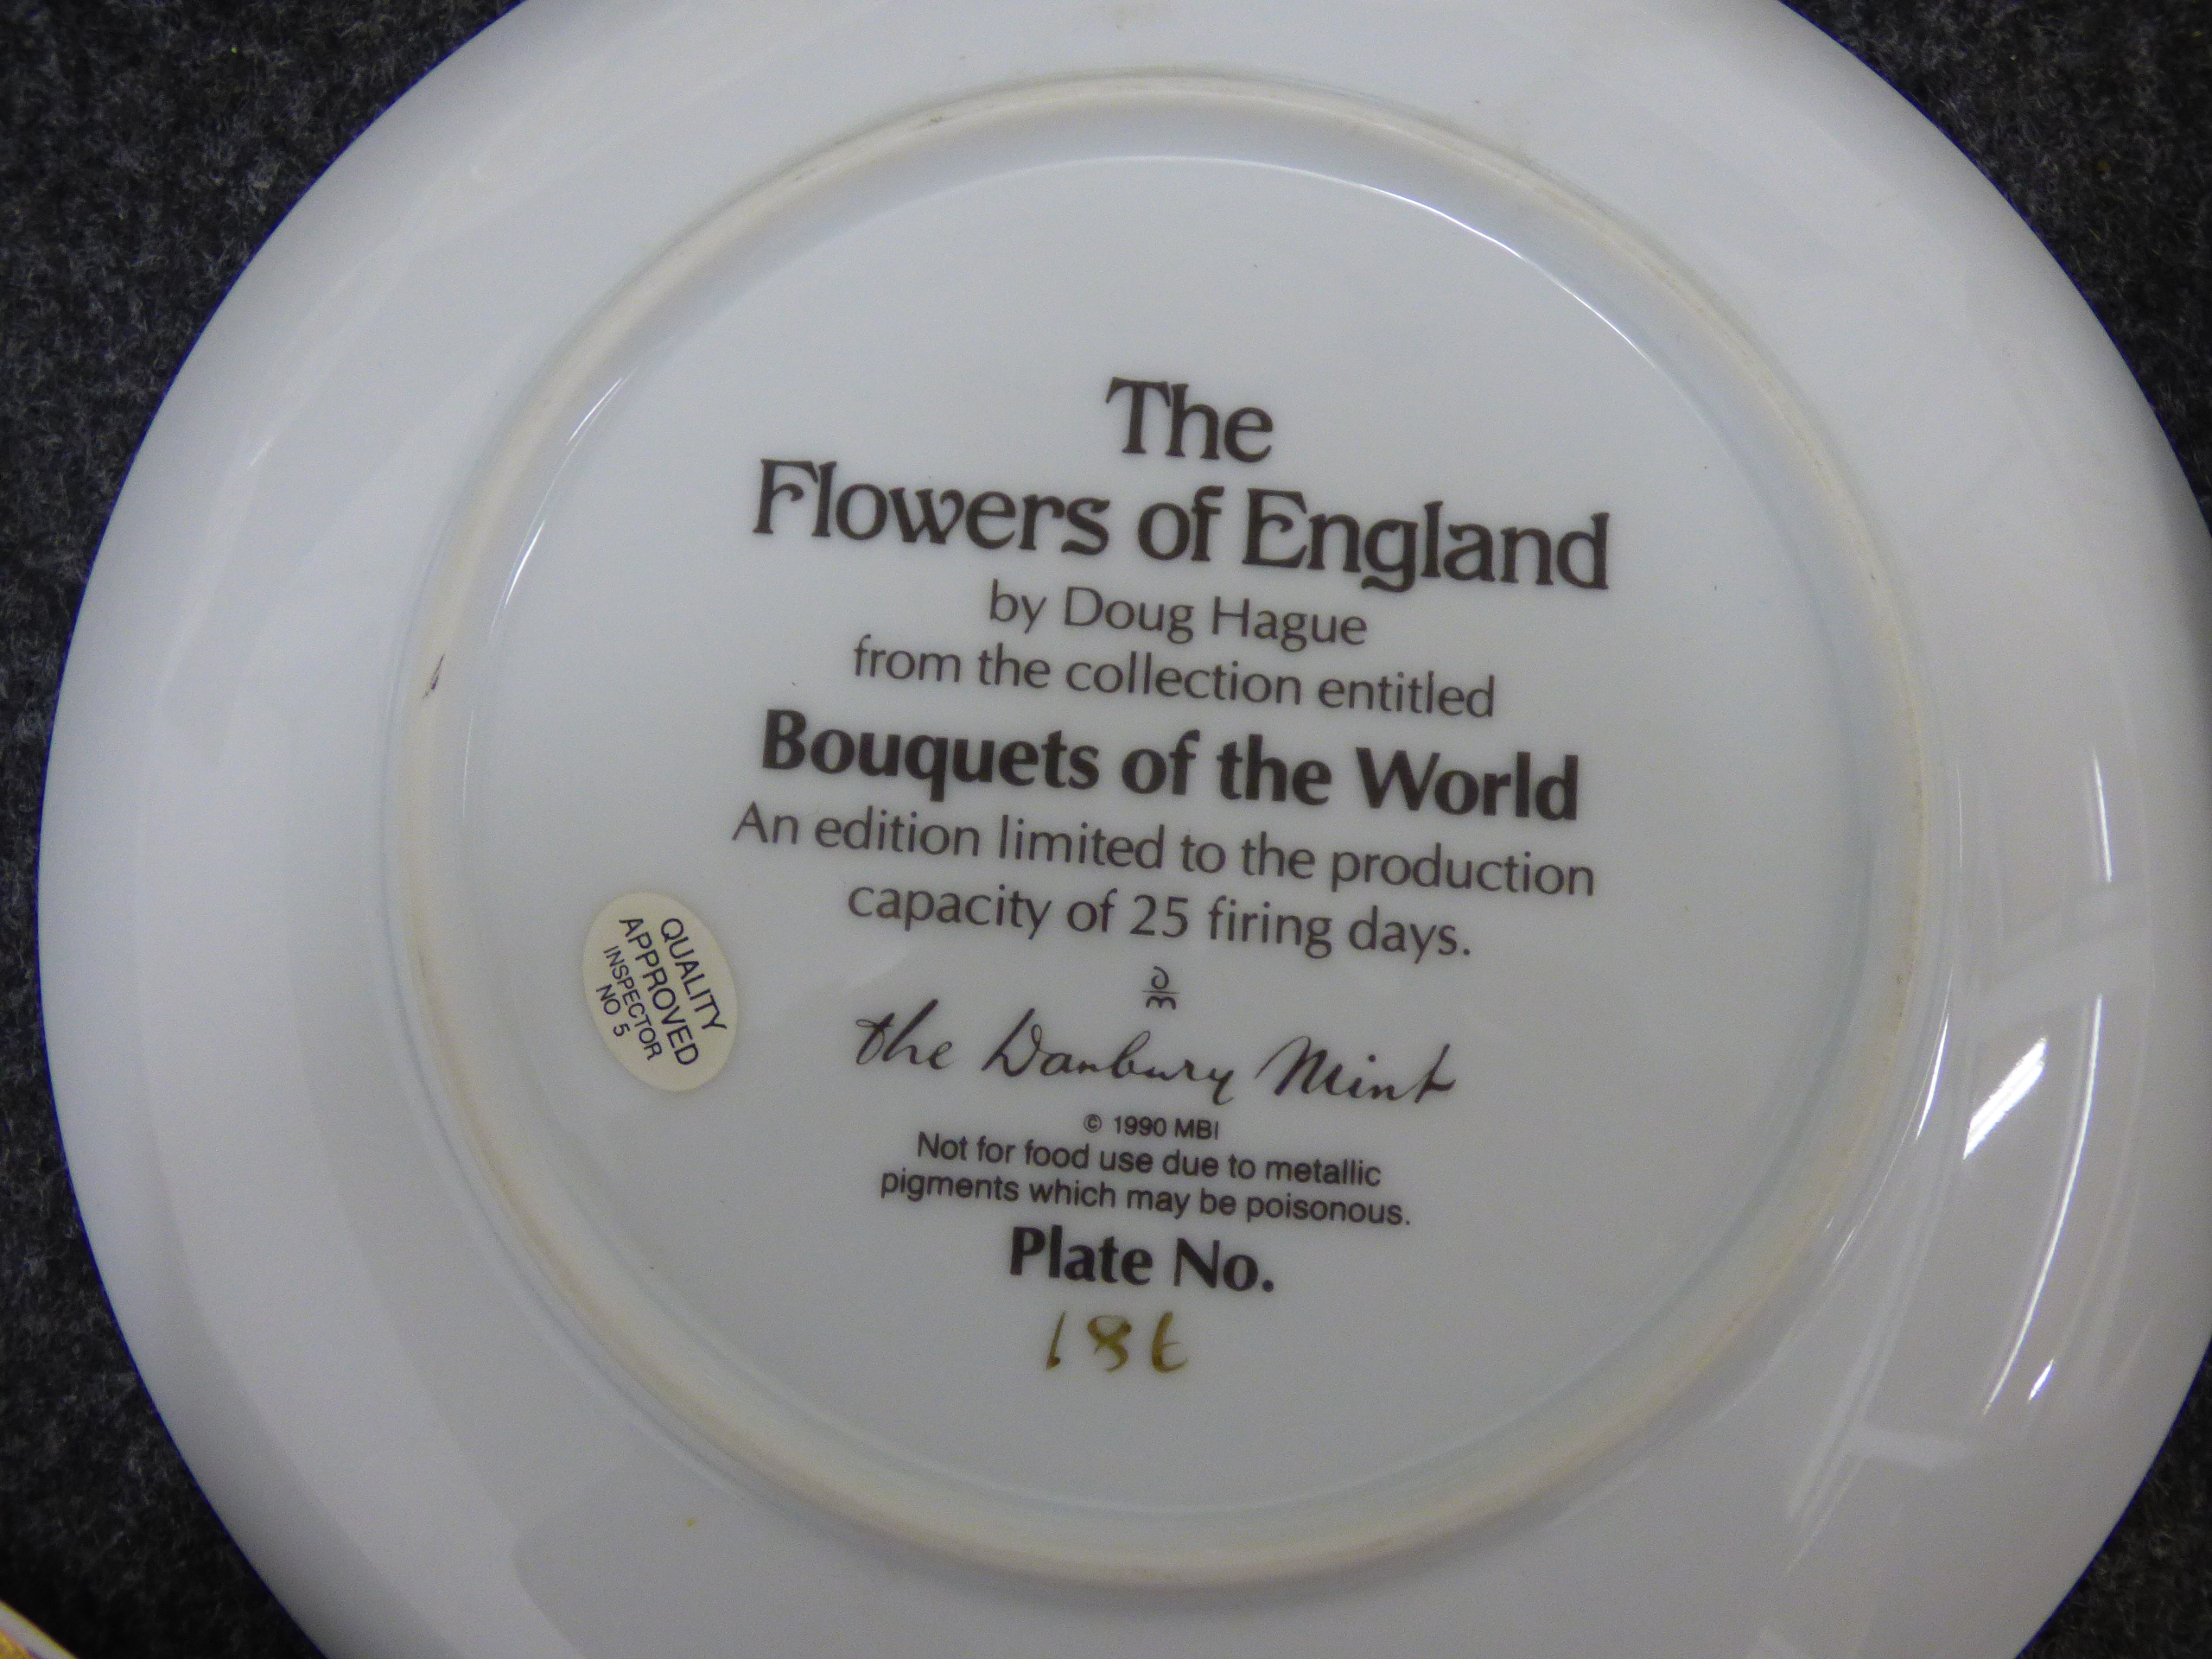 The
Flowers of England
by Doug Hague
from the collection entitled
Bouquets of the World
An edition limited to the production
capacity of 25 firing days.
the Danbury Mint
© 1990 MBI
Not for food use due to metallic
pigments which may be poisonous.
Plate No.
186
QUALITY
APPROVED
INSPECTOR
NO 5